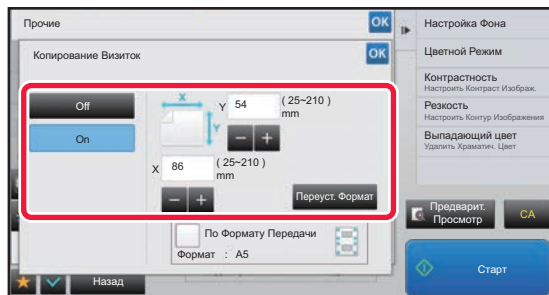 Прочие
OK
Копирование Визиток
OK
Off
On
X
Y
Y 54 ( 25~210 )
mm
X 86 ( 25~210 )
mm
Переуст. Формат
По Формату Передачи
Формат : A5
Назад
Настройка Фона
Цветной Режим
Контрастность
Настроить Контраст Изображ.
Резкость
Настроить Контур Изображения
Выпадающий цвет
Удалить Храматич. Цвет
Предварит.
Просмотр
CA
Старт